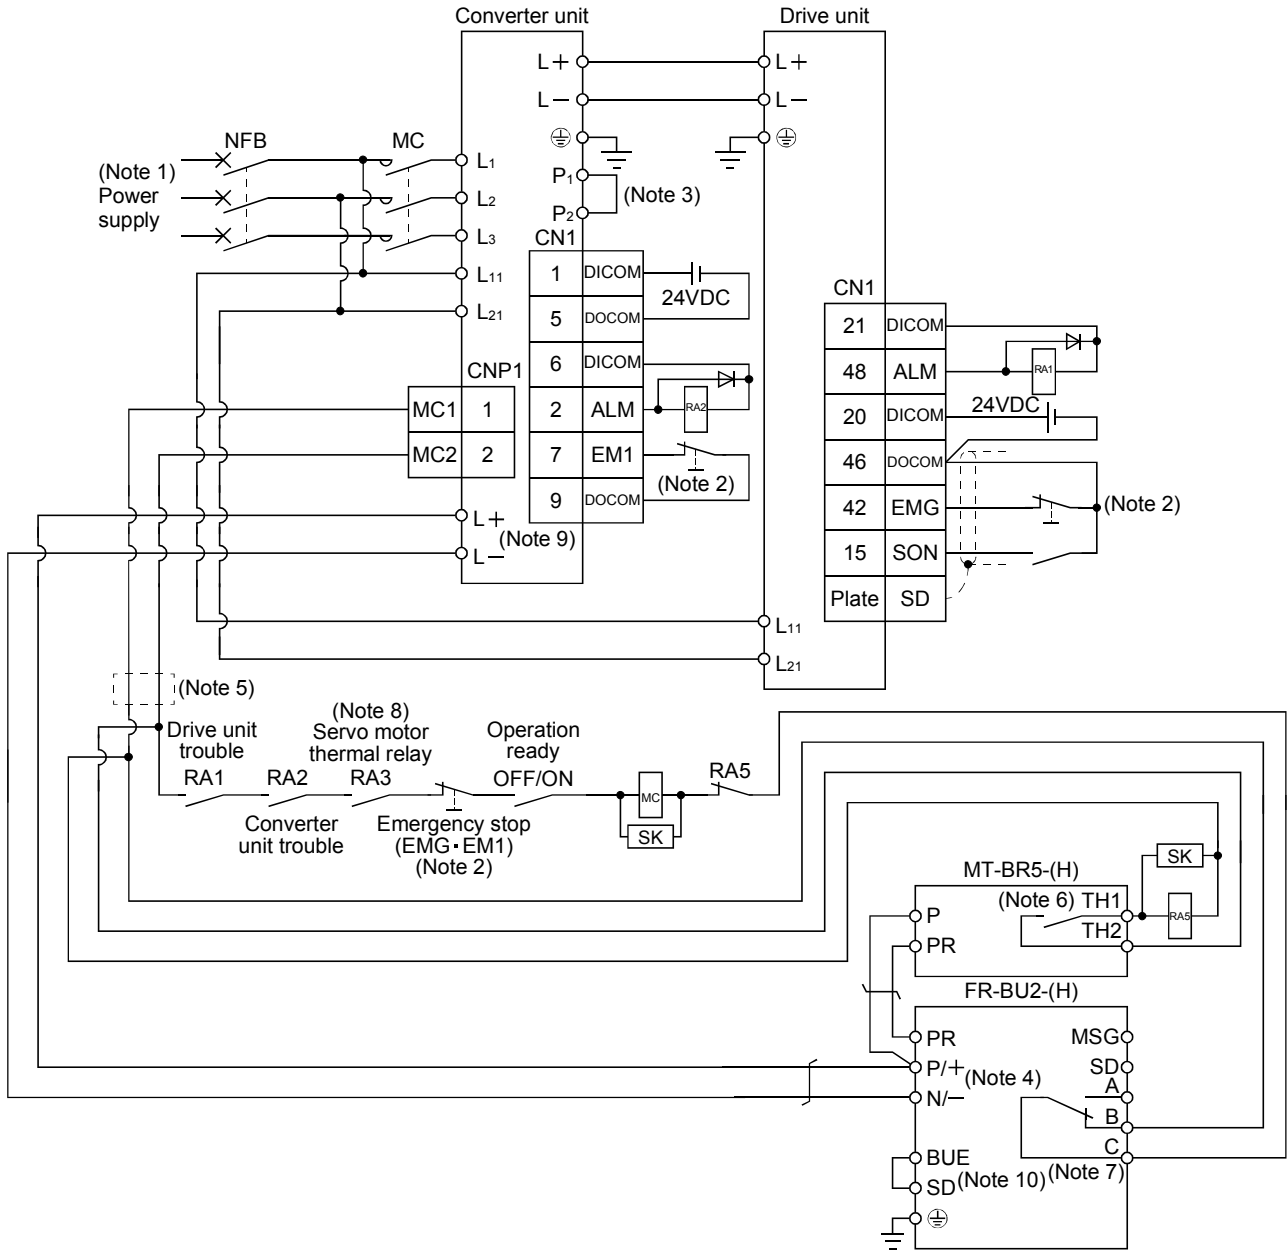 Converter unit
Drive unit
L+
L+
L−
L−
NFB
MC
(Note 1)
Power
supply
L1
L2
L3
L11
L21
P1
P2
(Note 3)
CN1
1 DICOM
5 DOCOM
6 DICOM
2 ALM
7 EM1
9 DOCOM
24VDC
RA2
(Note 2)
CNP1
MC1 1
MC2 2
L+
(Note 9)
L−
CN1
21 DICOM
48 ALM
20 DICOM
46 DOCOM
42 EMG
15 SON
Plate SD
RA1
24VDC
(Note 2)
L11
L21
(Note 5)
Drive unit
trouble
RA1
RA2
Converter
unit trouble
(Note 8)
Servo motor
thermal relay
RA3
Emergency stop
(EMG・EM1)
(Note 2)
Operation
ready
OFF/ON
MC
SK
RA5
SK
RA5
MT-BR5-(H)
(Note 6) TH1
TH2
P
PR
FR-BU2-(H)
PR
P/+
(Note 4)
N/−
MSG
SD
A
B
C
BUE
SD
(Note 10)
(Note 7)